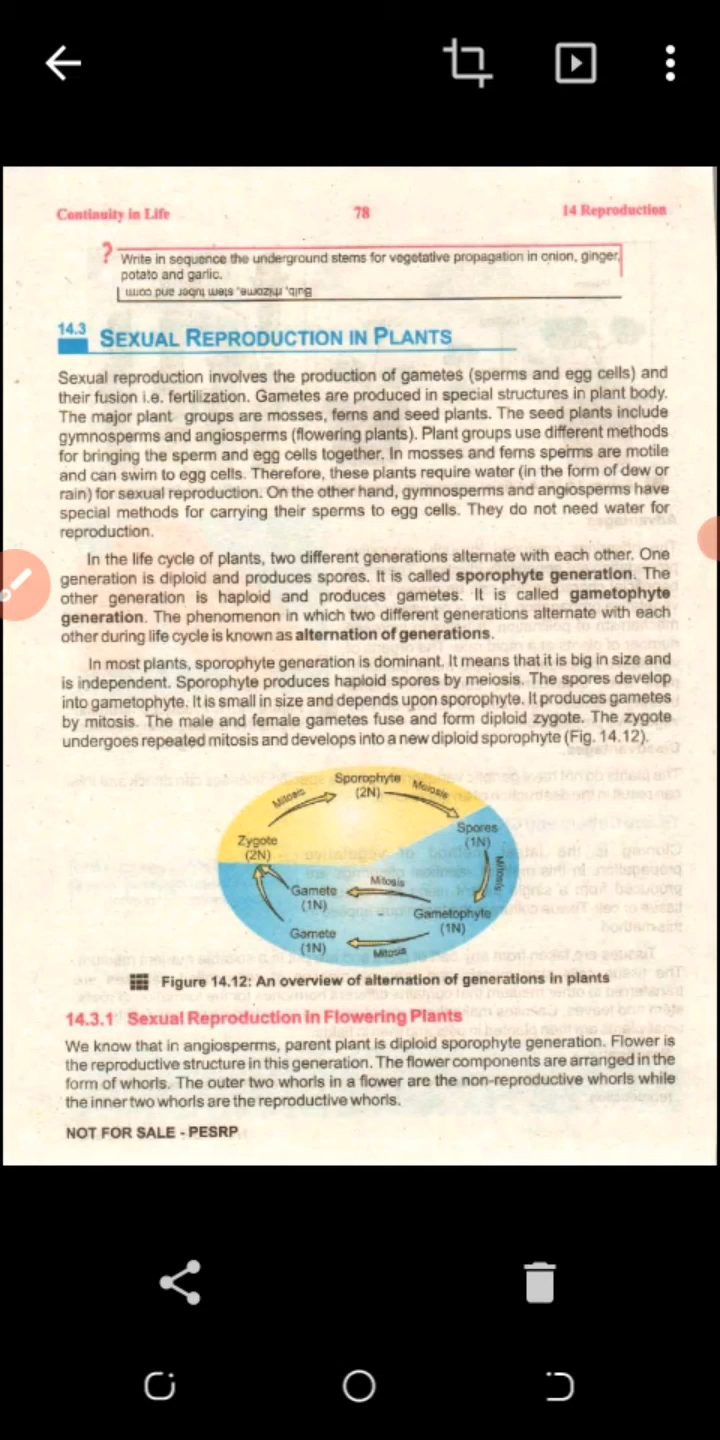 Continuity in Life 78 14 Reproduction
? Write in sequence the underground stems for vegetative propagation in onion, ginger,
potato and garlic.
Bulb, rhizome, stem tuber and corm
14.3 SEXUAL REPRODUCTION IN PLANTS
Sexual reproduction involves the production of gametes (sperms and egg cells) and
their fusion i.e. fertilization. Gametes are produced in special structures in plant body.
The major plant groups are mosses, ferns and seed plants. The seed plants include
gymnosperms and angiosperms (flowering plants). Plant groups use different methods
for bringing the sperm and egg cells together. In mosses and ferns sperms are motile
and can swim to egg cells. Therefore, these plants require water (in the form of dew or
rain) for sexual reproduction. On the other hand, gymnosperms and angiosperms have
special methods for carrying their sperms to egg cells. They do not need water for
reproduction.
In the life cycle of plants, two different generations alternate with each other. One
generation is diploid and produces spores. It is called sporophyte generation. The
other generation is haploid and produces gametes. It is called gametophyte
generation. The phenomenon in which two different generations alternate with each
other during life cycle is known as alternation of generations.
In most plants, sporophyte generation is dominant. It means that it is big in size and
is independent. Sporophyte produces haploid spores by meiosis. The spores develop
into gametophyte. It is small in size and depends upon sporophyte. It produces gametes
by mitosis. The male and female gametes fuse and form diploid zygote. The zygote
undergoes repeated mitosis and develops into a new diploid sporophyte (Fig. 14.12).
Sporophyte
(2N)
Mitosis
Meiosis
Spores
(1N)
Zygote
(2N)
Mitosis
Mitosis
Gamete
(1N)
Gametophyte
(1N)
Gamete
(1N)
Mitosis
Figure 14.12: An overview of alternation of generations in plants
14.3.1 Sexual Reproduction in Flowering Plants
We know that in angiosperms, parent plant is diploid sporophyte generation. Flower is
the reproductive structure in this generation. The flower components are arranged in the
form of whorls. The outer two whorls in a flower are the non-reproductive whorls while
the inner two whorls are the reproductive whorls.
NOT FOR SALE - PESRP